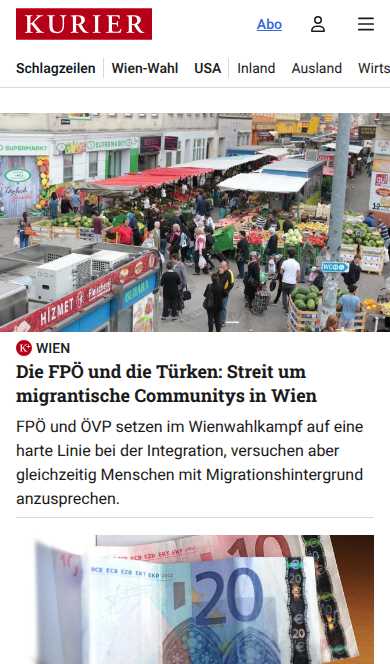 KURIER
Abo
Schlagzeilen Wien-Wahl USA Inland Ausland Wirts
SUPERMARKT
HIZMET Fleischerei
WC
K+ WIEN
Die FPÖ und die Türken: Streit um
migrantische Communitys in Wien
FPÖ und ÖVP setzen im Wienwahlkampf auf eine
harte Linie bei der Integration, versuchen aber
gleichzeitig Menschen mit Migrationshintergrund
anzusprechen.
10
20